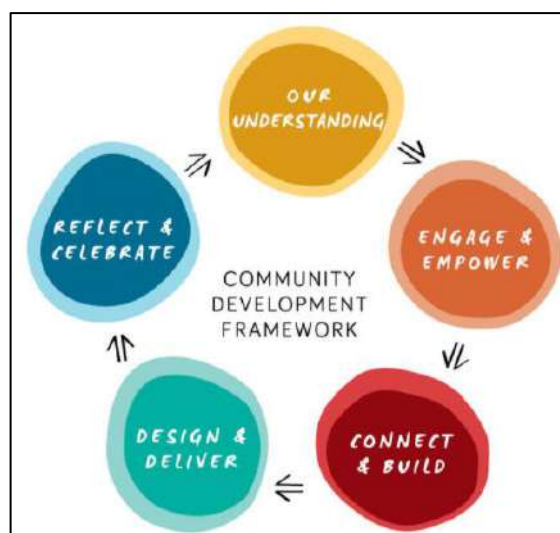 OUR
UNDERSTANDING
ENGAGE &
EMPOWER
CONNECT
& BUILD
DESIGN &
DELIVER
REFLECT &
CELEBRATE
COMMUNITY
DEVELOPMENT
FRAMEWORK